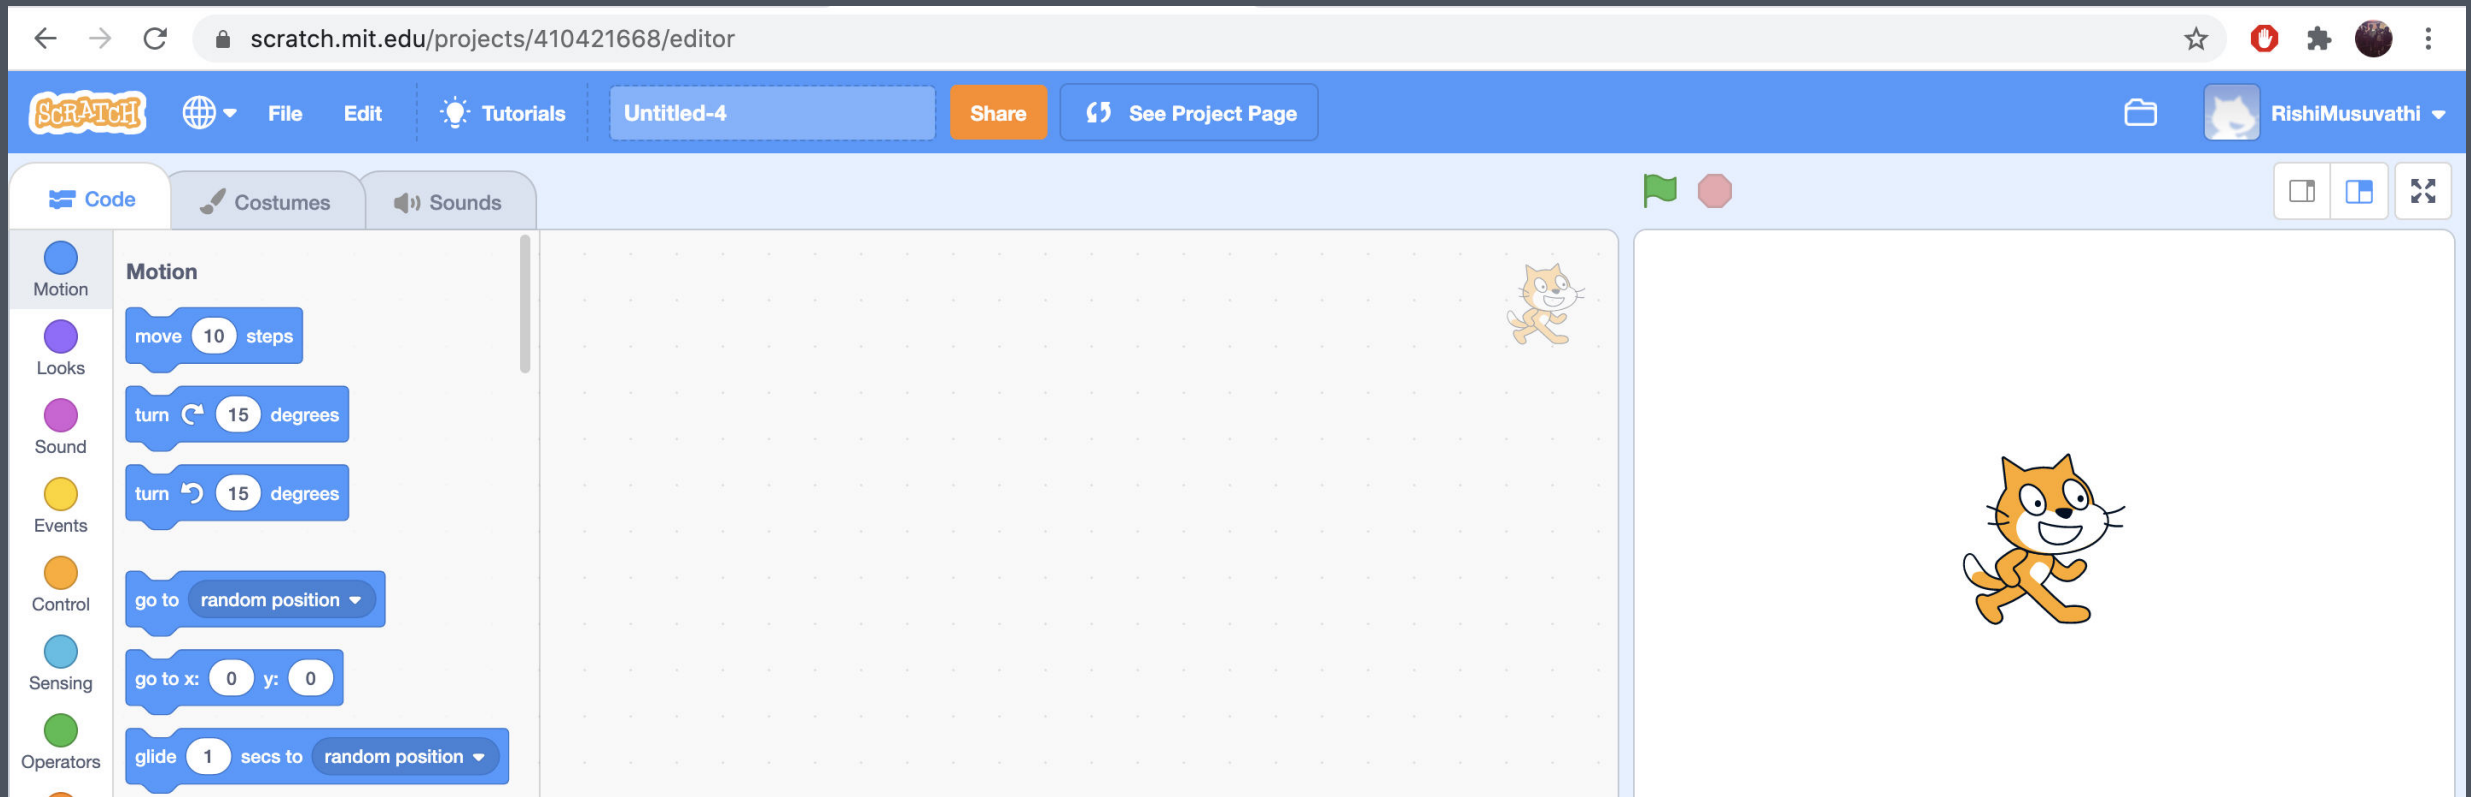 scratch.mit.edu/projects/410421668/editor
SCRATCH File Edit Tutorials Untitled-4 Share See Project Page RishiMusuvathi
Code Costumes Sounds
Motion
Looks
Sound
Events
Control
Sensing
Operators
Motion
move 10 steps
turn 15 degrees
turn 15 degrees
go to random position
go to x: 0 y: 0
glide 1 secs to random position